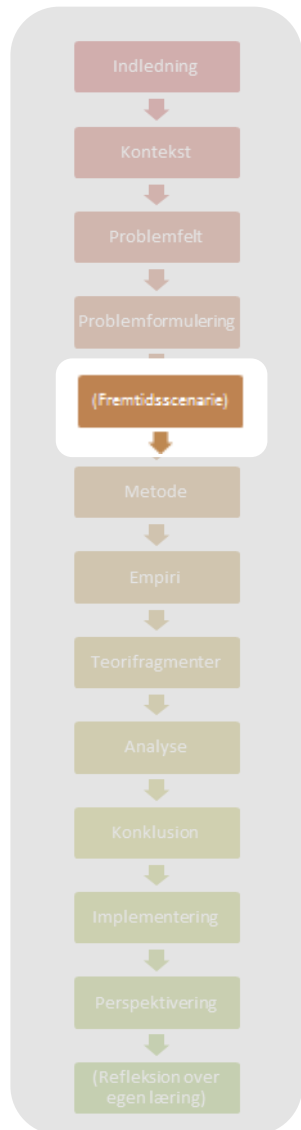 Indledning
Kontekst
Problemfelt
Problemformulering
(Fremtidsscenarie)
Metode
Empiri
Teorifragmenter
Analyse
Konklusion
Implementering
Perspektivering
(Refleksion over
egen læring)